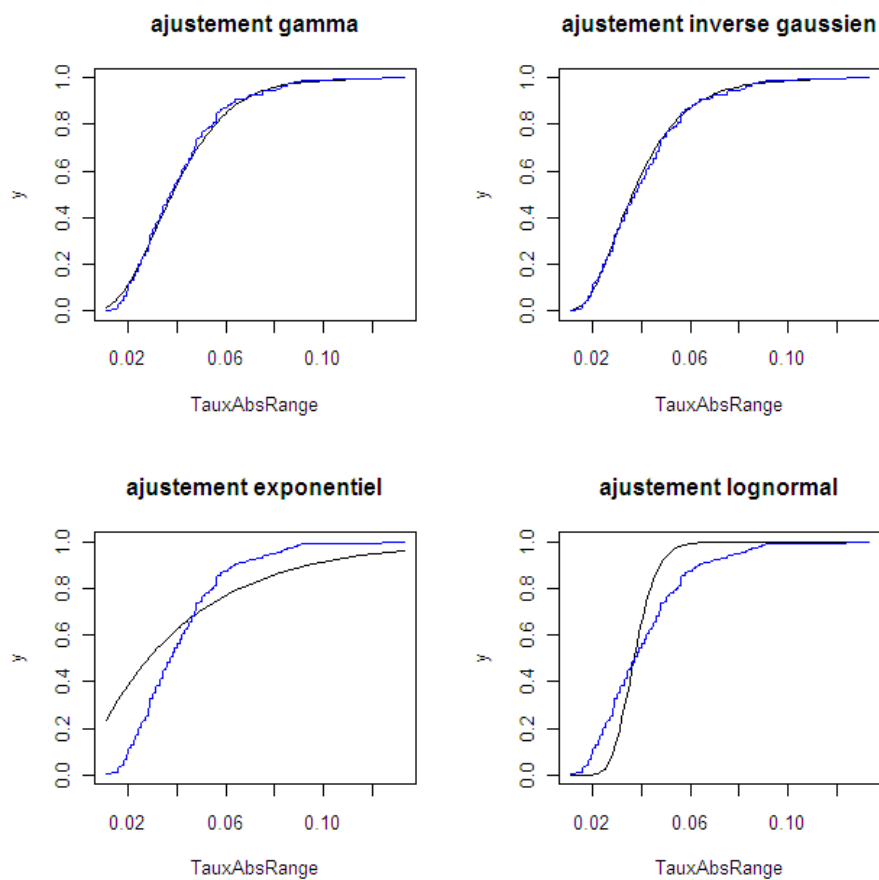 ajustement gamma
y
0.0 0.2 0.4 0.6 0.8 1.0
0.02 0.06 0.10
TauxAbsRange
ajustement inverse gaussien
y
0.0 0.2 0.4 0.6 0.8 1.0
0.02 0.06 0.10
TauxAbsRange
ajustement exponentiel
y
0.0 0.2 0.4 0.6 0.8 1.0
0.02 0.06 0.10
TauxAbsRange
ajustement lognormal
y
0.0 0.2 0.4 0.6 0.8 1.0
0.02 0.06 0.10
TauxAbsRange